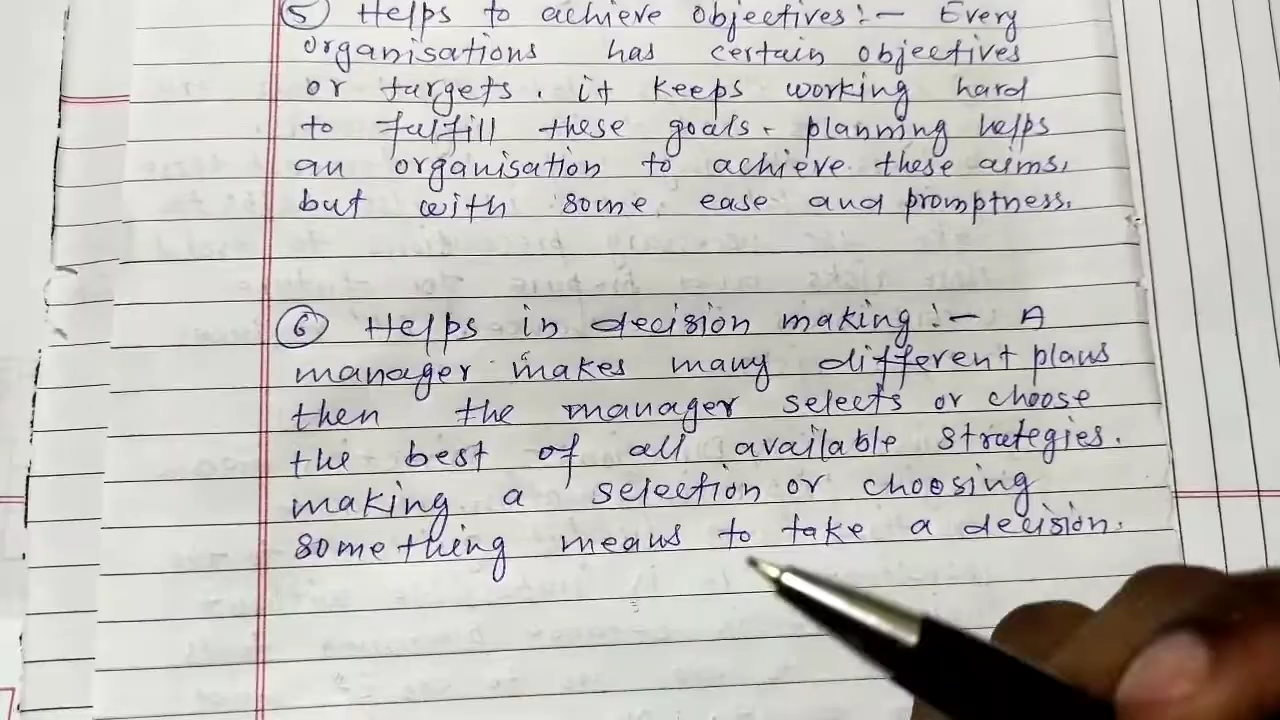 ⑤ Helps to achieve objectives:- Every
organisations has certain objectives
or targets. it keeps working hard
to fulfill these goals. planning helps
an organisation to achieve these aims.
but with some ease and promptness.
⑥ Helps in decision making:- A
manager makes many different plans
then the manager selects or choose
the best of all available strategies.
making a selection or choosing
something means to take a decision.